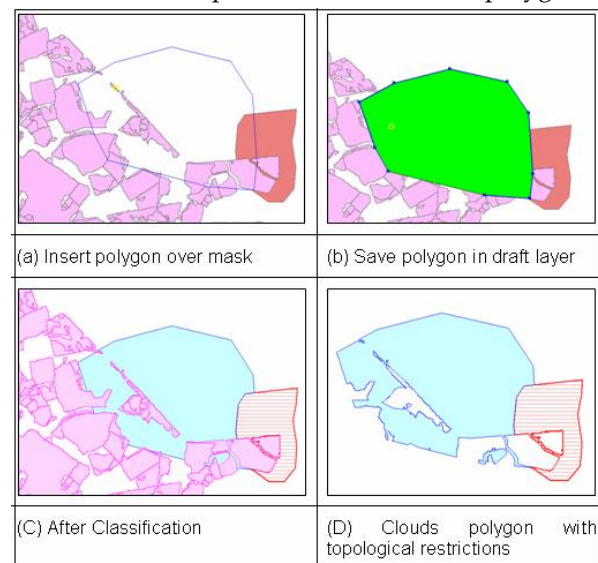 (a) Insert polygon over mask
(b) Save polygon in draft layer
(C) After Classification
(D) Clouds polygon with
topological restrictions